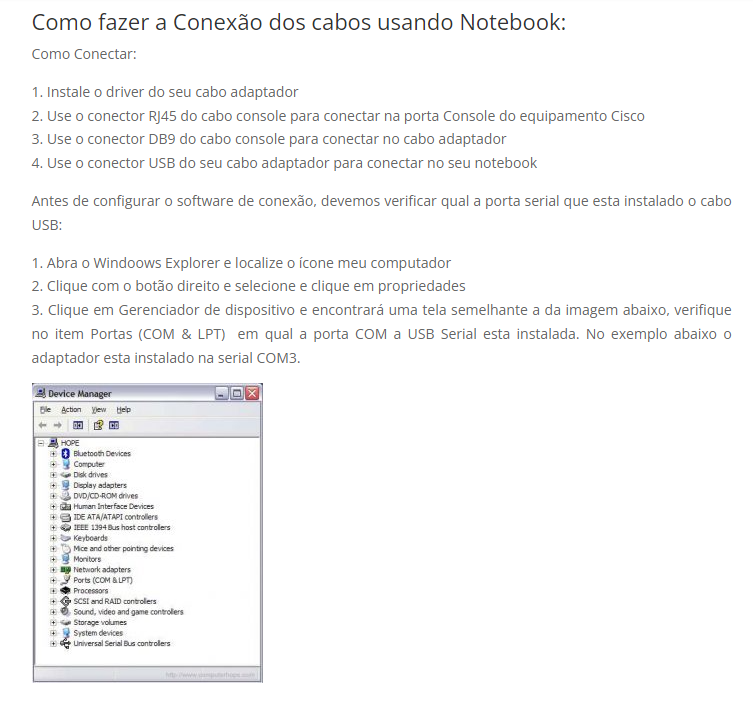 Como fazer a Conexão dos cabos usando Notebook:
Como Conectar:
1. Instale o driver do seu cabo adaptador
2. Use o conector RJ45 do cabo console para conectar na porta Console do equipamento Cisco
3. Use o conector DB9 do cabo console para conectar no cabo adaptador
4. Use o conector USB do seu cabo adaptador para conectar no seu notebook
Antes de configurar o software de conexão, devemos verificar qual a porta serial que esta instalado o cabo
USB:
1. Abra o Windoows Explorer e localize o ícone meu computador
2. Clique com o botão direito e selecione e clique em propriedades
3. Clique em Gerenciador de dispositivo e encontrará uma tela semelhante a da imagem abaixo, verifique
no item Portas (COM & LPT) em qual a porta COM a USB Serial esta instalada. No exemplo abaixo o
adaptador esta instalado na serial COM3.
Device Manager
File Action View Help
HOPE
Bluetooth Devices
Computer
Disk drives
Display adapters
DVD/CD-ROM drives
Human Interface Devices
IDE ATA/ATAPI controllers
IEEE 1394 Bus host controllers
Keyboards
Mice and other pointing devices
Monitors
Network adapters
Ports (COM & LPT)
Processors
SCSI and RAID controllers
Sound, video and game controllers
Storage volumes
System devices
Universal Serial Bus controllers
http://www.computerhope.com